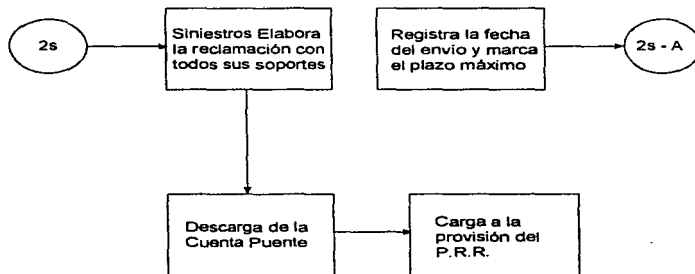 2s
Siniestros Elabora
la reclamación con
todos sus soportes
Registra la fecha
del envío y marca
el plazo máximo
2s - A
Descarga de la
Cuenta Puente
Carga a la
provisión del
P.R.R.